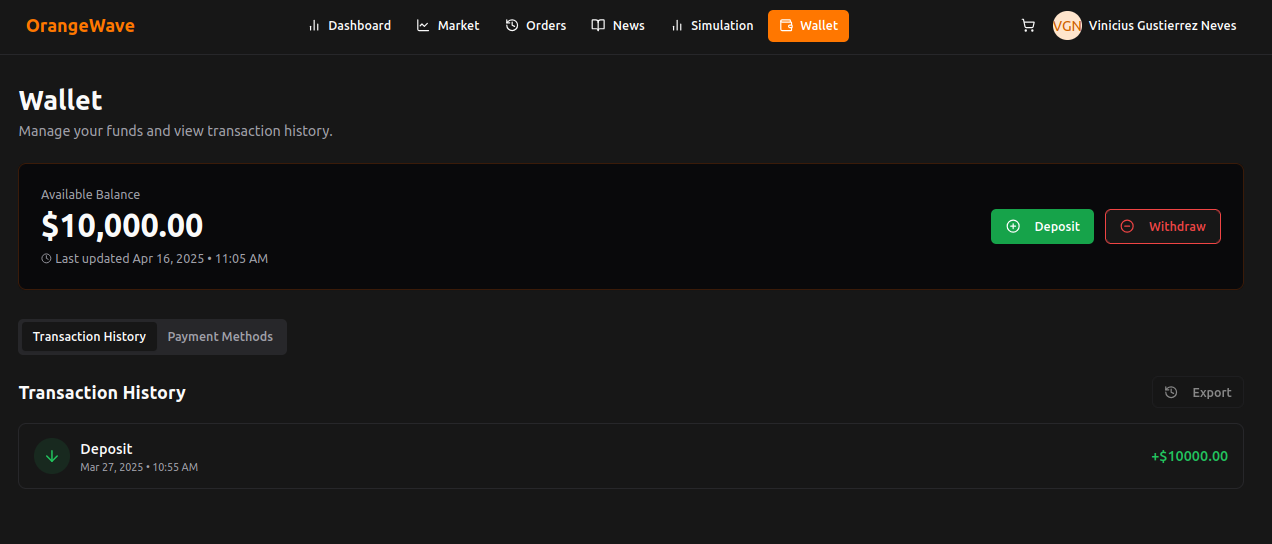 OrangeWave
Dashboard
Market
Orders
News
Simulation
Wallet
VGN
Vinicius Gustierrez Neves
Wallet
Manage your funds and view transaction history.
Available Balance
$10,000.00
Last updated Apr 16, 2025 • 11:05 AM
Deposit
Withdraw
Transaction History
Payment Methods
Transaction History
Export
Deposit
Mar 27, 2025 • 10:55 AM
+$10000.00